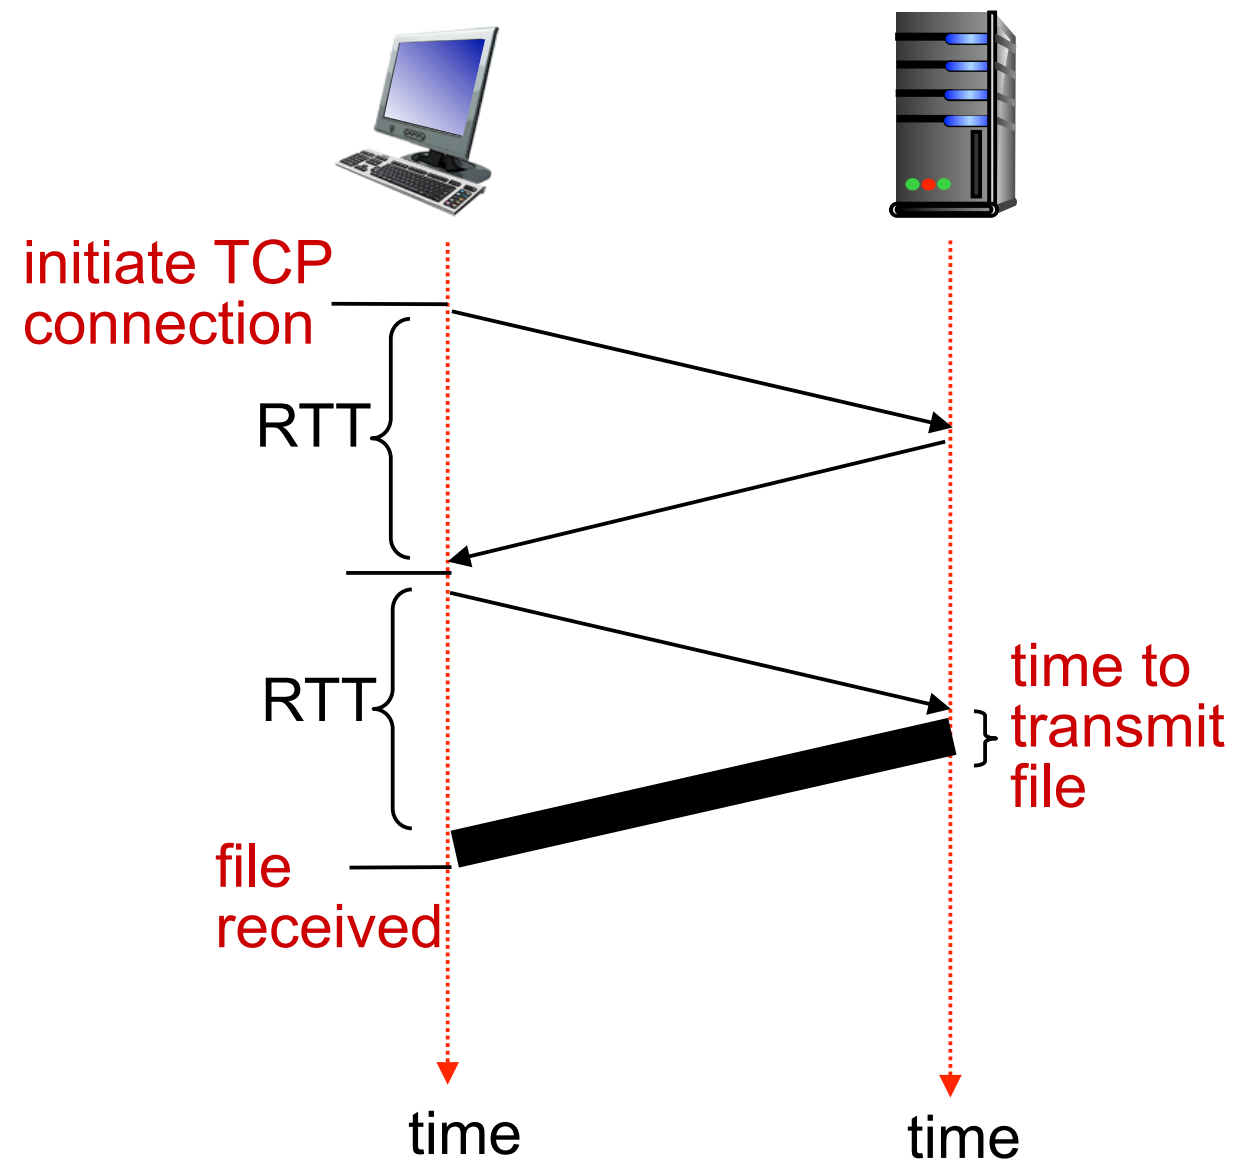 initiate TCP
connection
RTT
RTT
time to
transmit
file
file
received
time
time